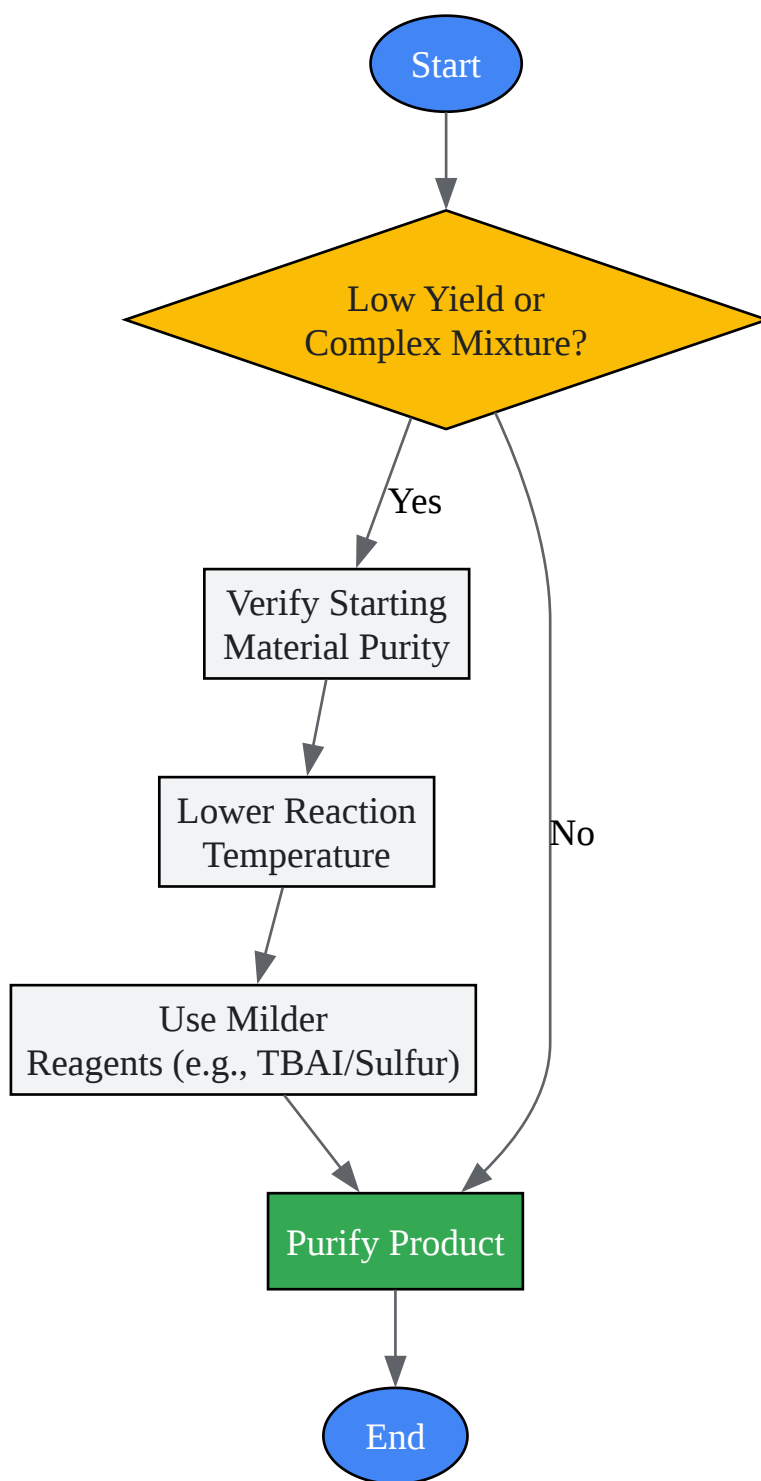 Start
Low Yield or
Complex Mixture?
Yes
Verify Starting
Material Purity
Lower Reaction
Temperature
No
Use Milder
Reagents (e.g., TBAI/Sulfur)
Purify Product
End